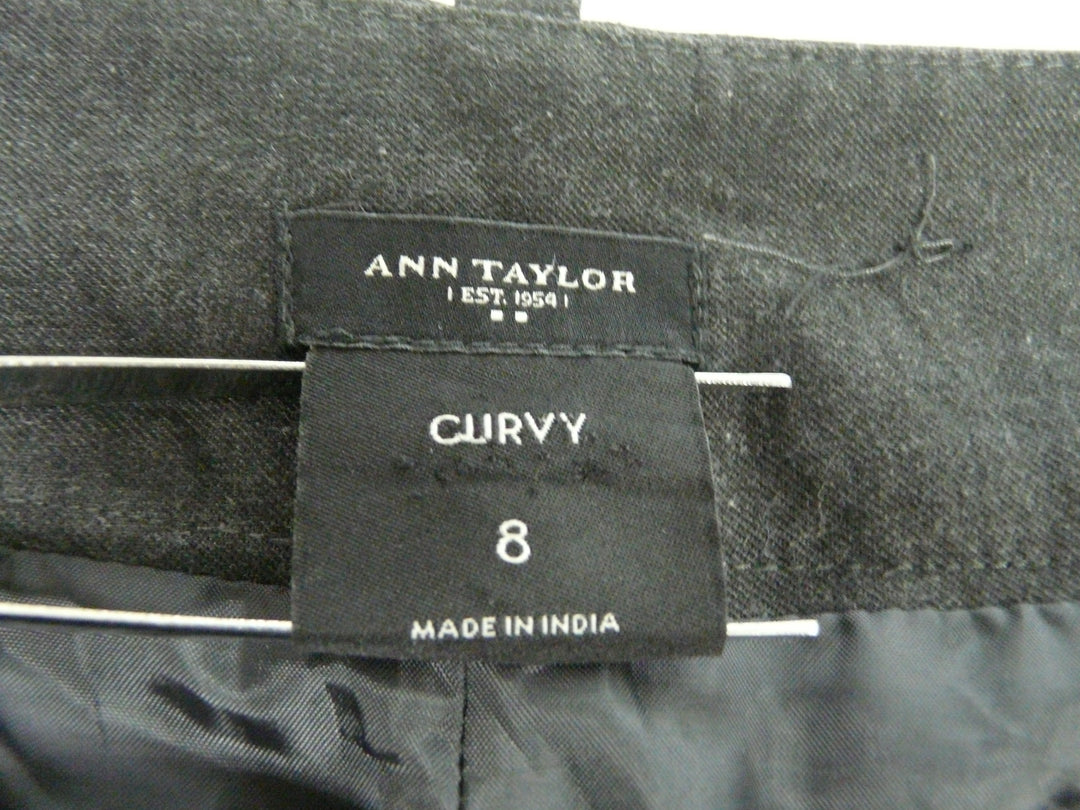 ANN TAYLOR
EST. 1954
CURVY
8
MADE IN INDIA